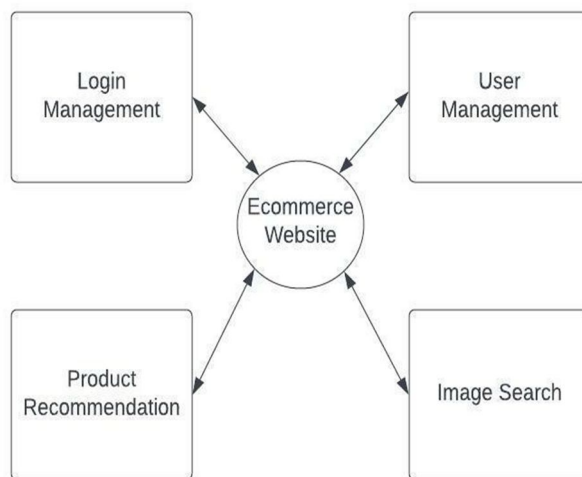 Login
Management
User
Management
Ecommerce
Website
Product
Recommendation
Image Search